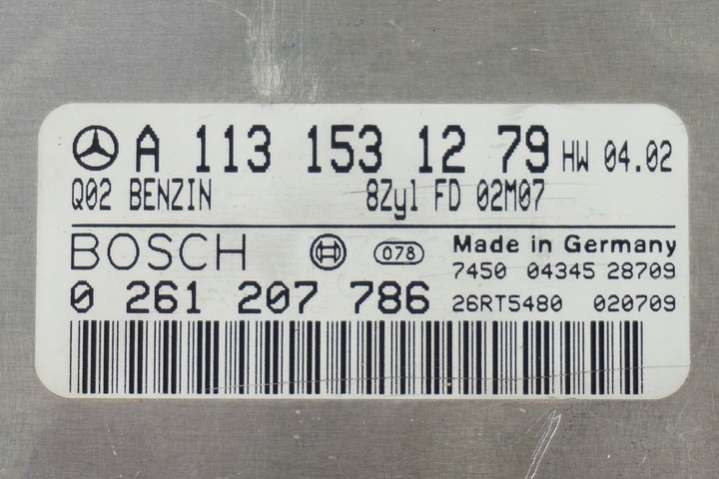 A 113 153 12 79 HW 04.02
Q02 BENZIN 8Zyl FD 02M07
BOSCH 078 Made in Germany
7450 04345 28709
0 261 207 786 26RT5480 020709